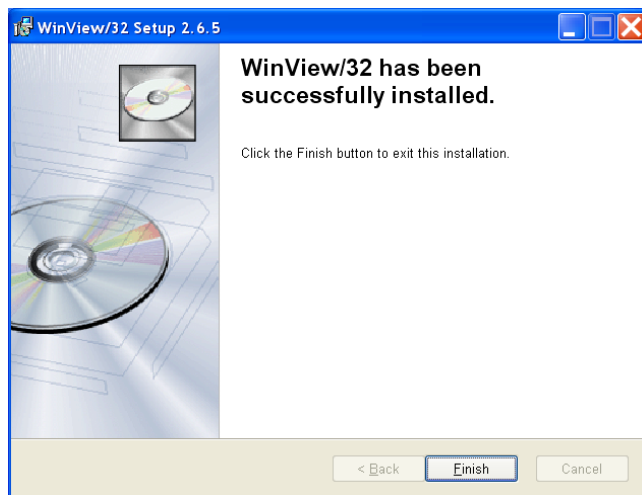 WinView/32 Setup 2.6.5
WinView/32 has been
successfully installed.
Click the Finish button to exit this installation.
< Back
Finish
Cancel